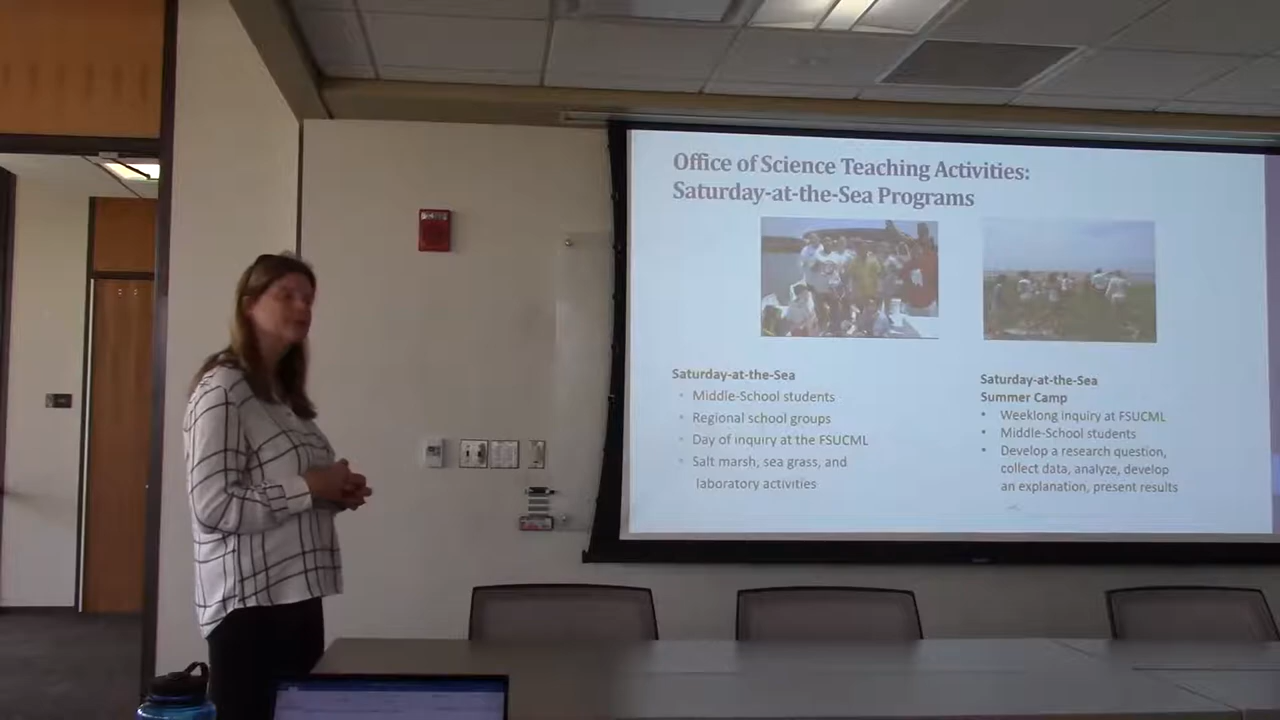 Office of Science Teaching Activities:
Saturday-at-the-Sea Programs
Saturday-at-the-Sea
• Middle-School students
• Regional school groups
• Day of inquiry at the FSUCML
• Salt marsh, sea grass, and
laboratory activities
Saturday-at-the-Sea
Summer Camp
• Weeklong inquiry at FSUCML
• Middle-School students
• Develop a research question,
collect data, analyze, develop
an explanation, present results